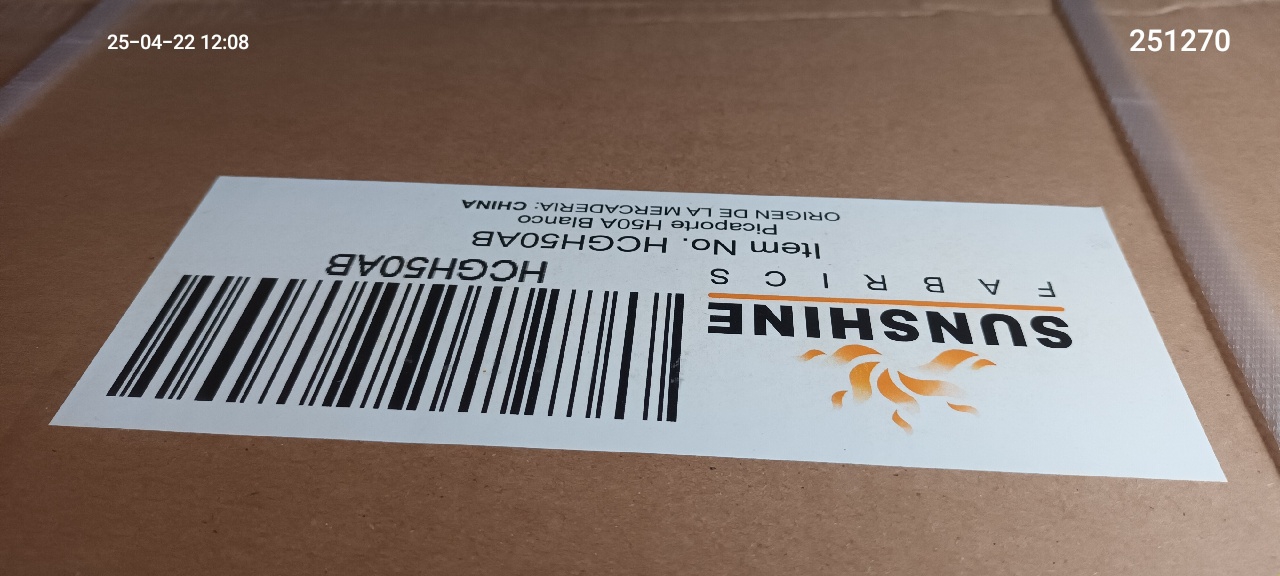 25-04-22 12:08
251270
SUNSHINE
FABRICS
HCGH50AB
Item No. HCGH50AB
Picaporte H50A Blanco
ORIGEN DE LA MERCADERIA: CHINA